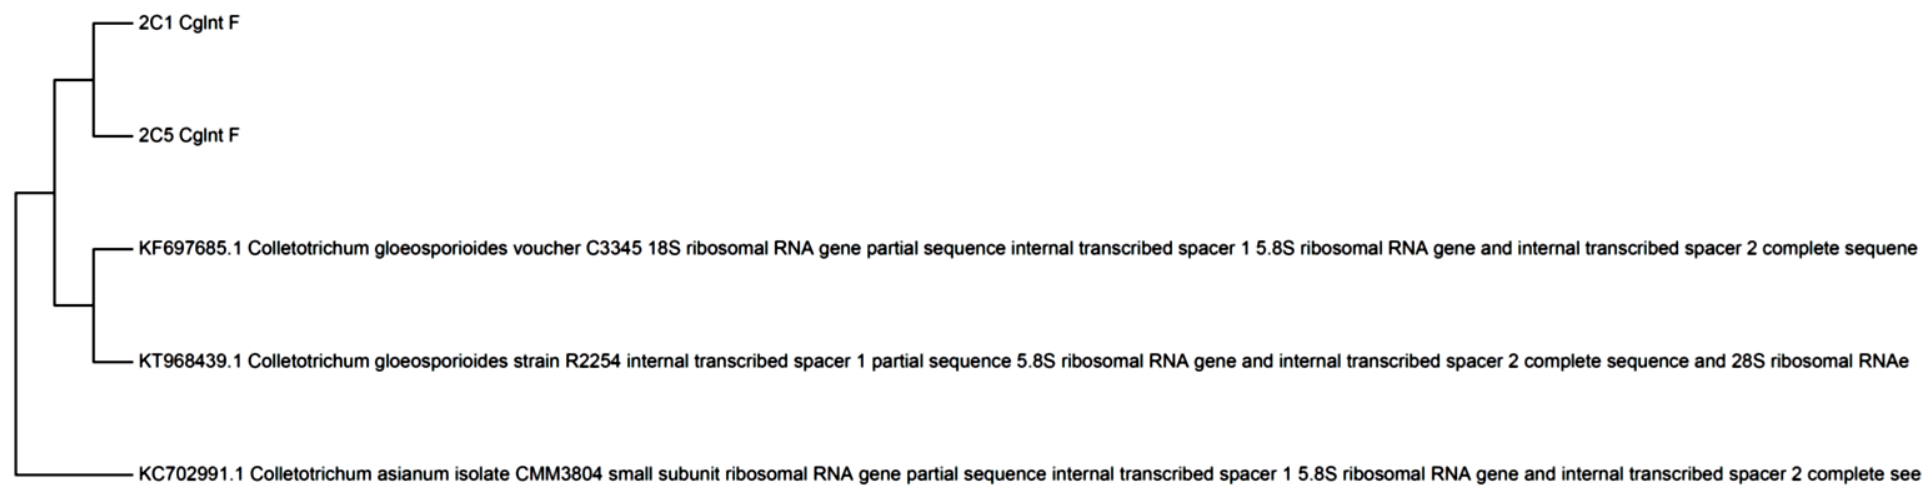 2C1 CgInt F
2C5 CgInt F
KF697685.1 Colletotrichum gloeosporioides voucher C3345 18S ribosomal RNA gene partial sequence internal transcribed spacer 1 5.8S ribosomal RNA gene and internal transcribed spacer 2 complete sequene
KT968439.1 Colletotrichum gloeosporioides strain R2254 internal transcribed spacer 1 partial sequence 5.8S ribosomal RNA gene and internal transcribed spacer 2 complete sequence and 28S ribosomal RNAe
KC702991.1 Colletotrichum asianum isolate CMM3804 small subunit ribosomal RNA gene partial sequence internal transcribed spacer 1 5.8S ribosomal RNA gene and internal transcribed spacer 2 complete see